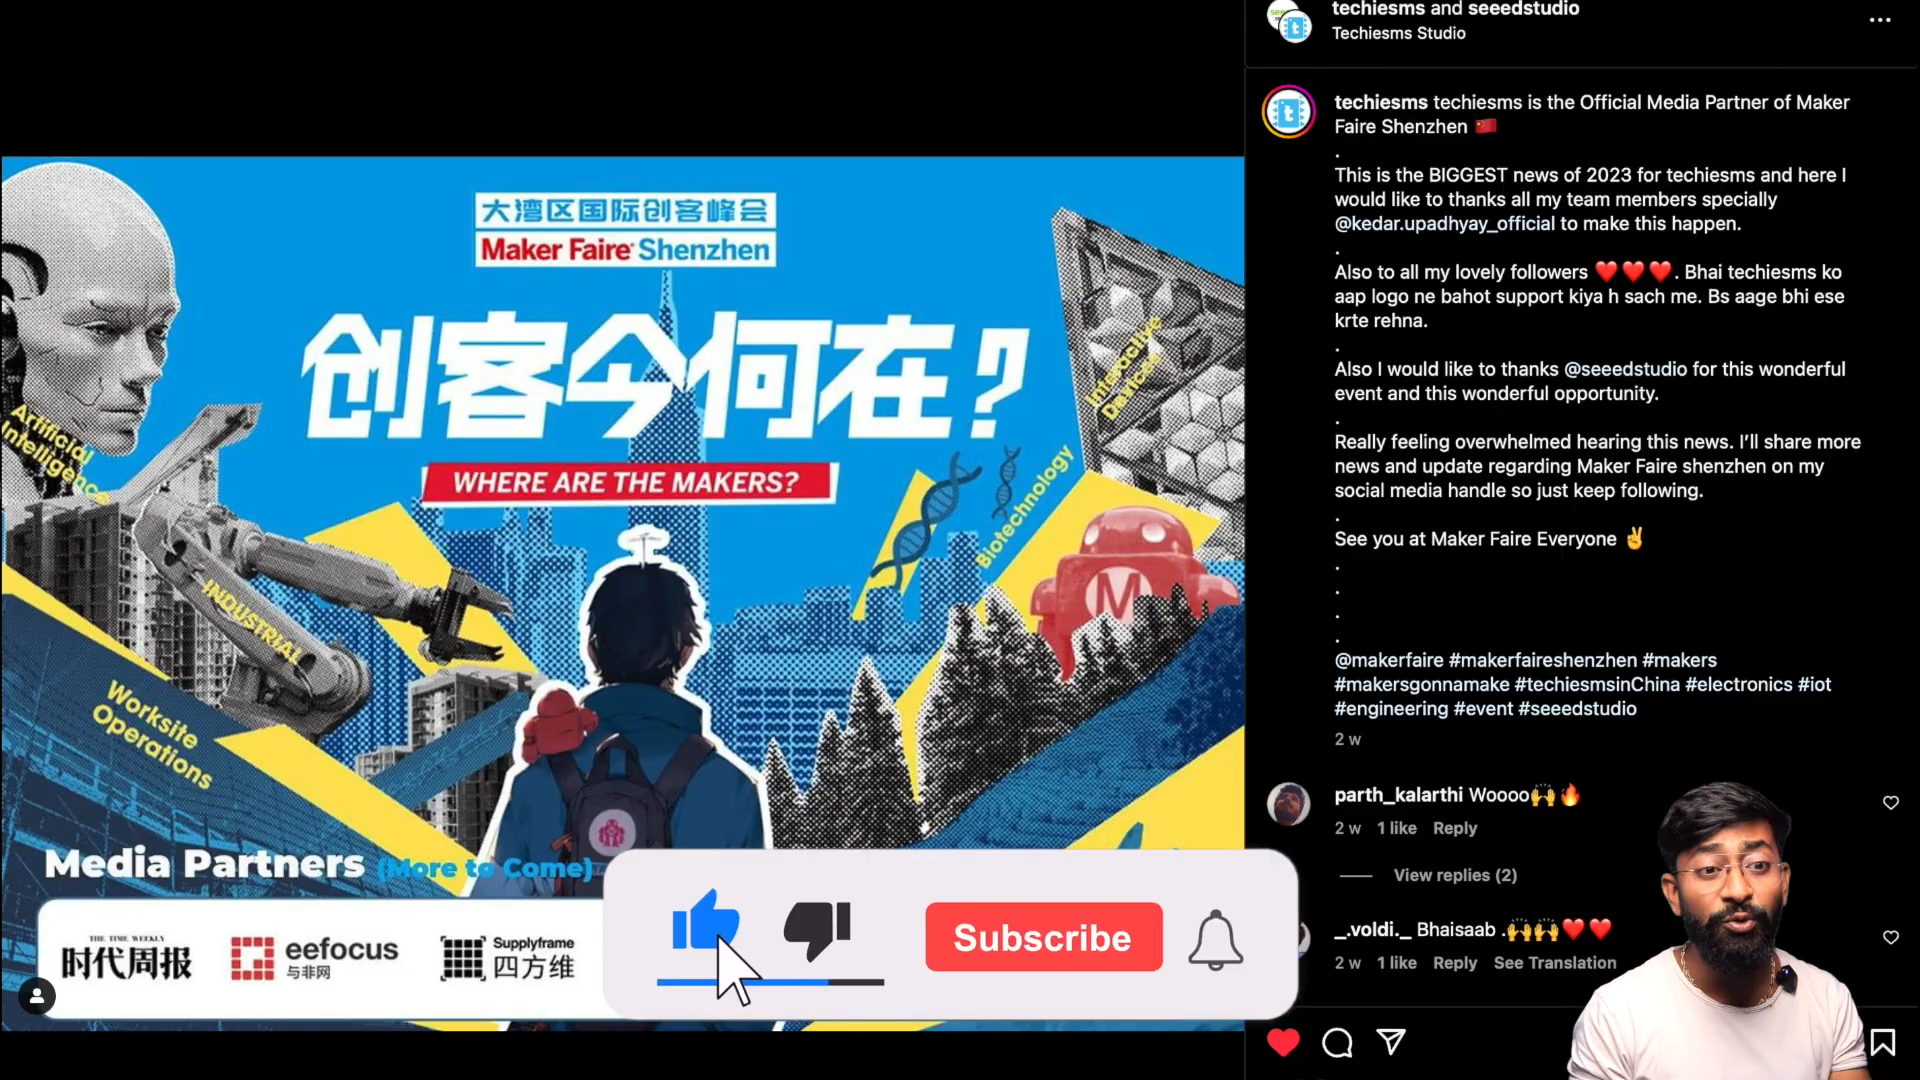 techiesms and seeedstudio
Techiesms Studio
大湾区国际创客峰会
Maker Faire Shenzhen
创客今何在?
WHERE ARE THE MAKERS?
Artificial
Intelligence
Interactive
Devices
Biotechnology
INDUSTRIAL
Worksite
Operations
M
Media Partners (More to Come)
THE TIME WEEKLY
时代周报
eefocus
与非网
Supplyframe
四方维
Subscribe
techiesms techiesms is the Official Media Partner of Maker
Faire Shenzhen 🇨🇳
.
This is the BIGGEST news of 2023 for techiesms and here I
would like to thanks all my team members specially
@kedar.upadhyay_official to make this happen.
.
Also to all my lovely followers ❤️❤️❤️. Bhai techiesms ko
aap logo ne bahot support kiya h sach me. Bs aage bhi ese
krte rehna.
.
Also I would like to thanks @seeedstudio for this wonderful
event and this wonderful opportunity.
.
Really feeling overwhelmed hearing this news. I'll share more
news and update regarding Maker Faire shenzhen on my
social media handle so just keep following.
.
See you at Maker Faire Everyone ✌️
.
.
.
.
@makerfaire #makerfaireshenzhen #makers
#makersgonnamake #techiesmsinChina #electronics #iot
#engineering #event #seeedstudio
2 w
parth_kalarthi Woooo🙌🔥
2 w 1 like Reply
View replies (2)
_.voldi._ Bhaisaab .🙌🙌❤️❤️
2 w 1 like Reply See Translation